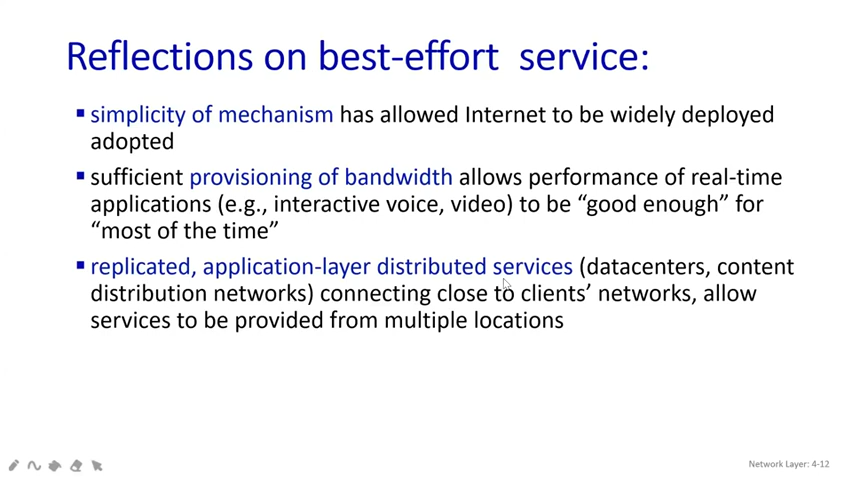 Reflections on best-effort service:
▪ simplicity of mechanism has allowed Internet to be widely deployed
adopted
▪ sufficient provisioning of bandwidth allows performance of real-time
applications (e.g., interactive voice, video) to be “good enough” for
“most of the time”
▪ replicated, application-layer distributed services (datacenters, content
distribution networks) connecting close to clients’ networks, allow
services to be provided from multiple locations
Network Layer: 4-12